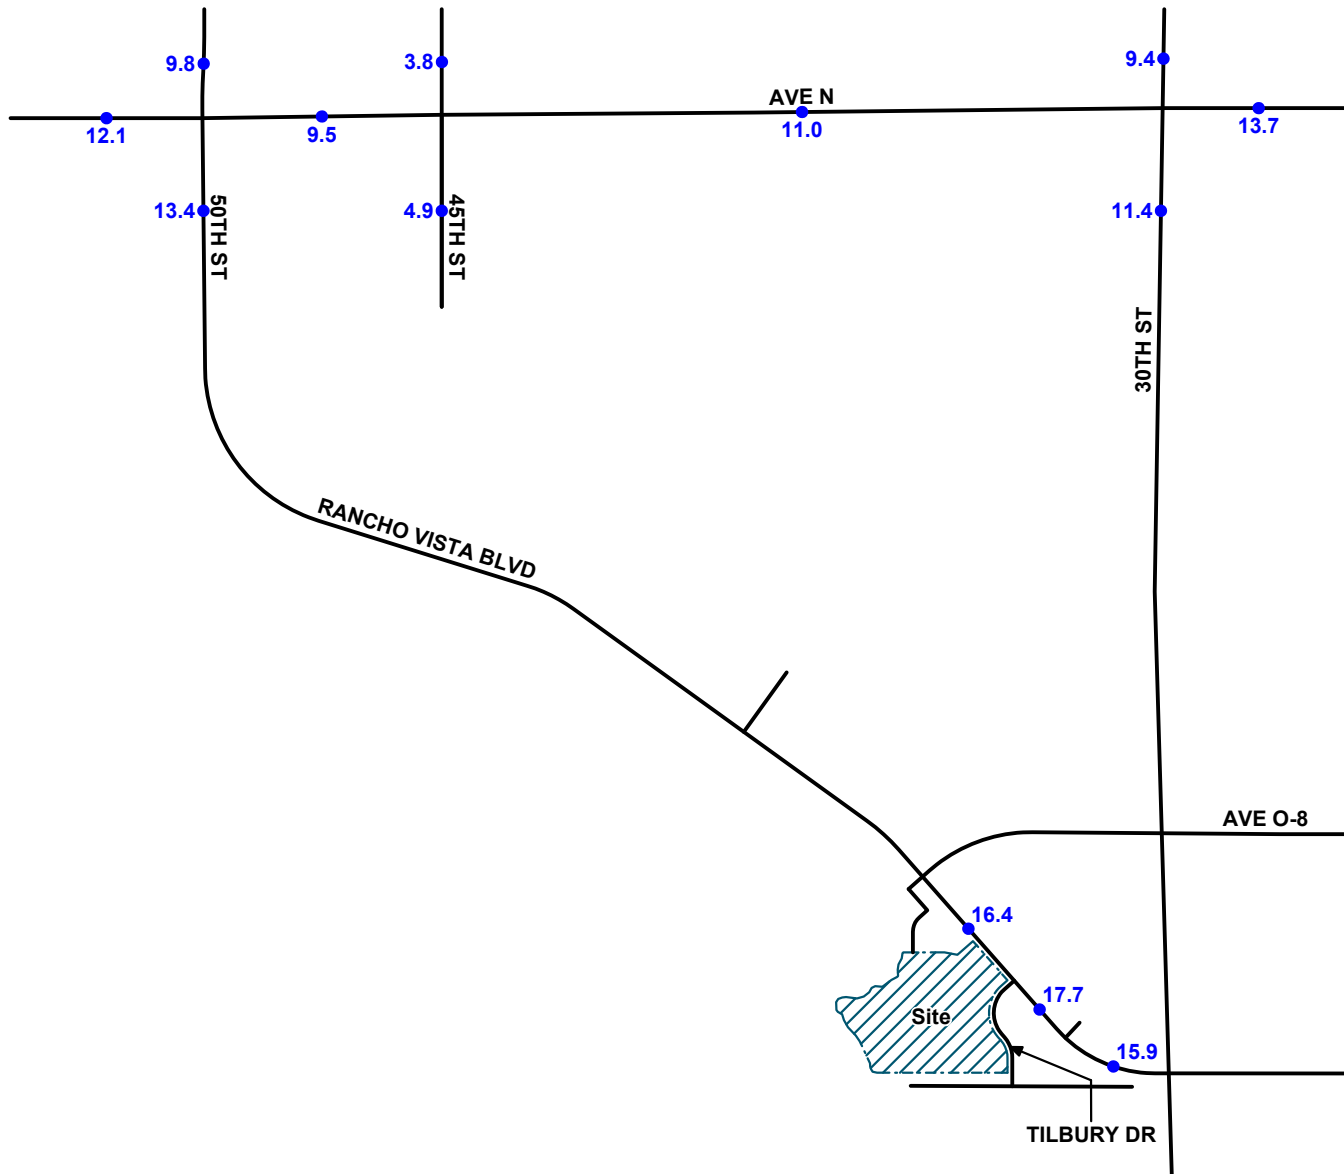 9.8
3.8
9.4
AVE N
12.1
9.5
11.0
13.7
13.4
50TH ST
4.9
45TH ST
11.4
30TH ST
RANCHO VISTA BLVD
AVE O-8
16.4
17.7
Site
15.9
TILBURY DR